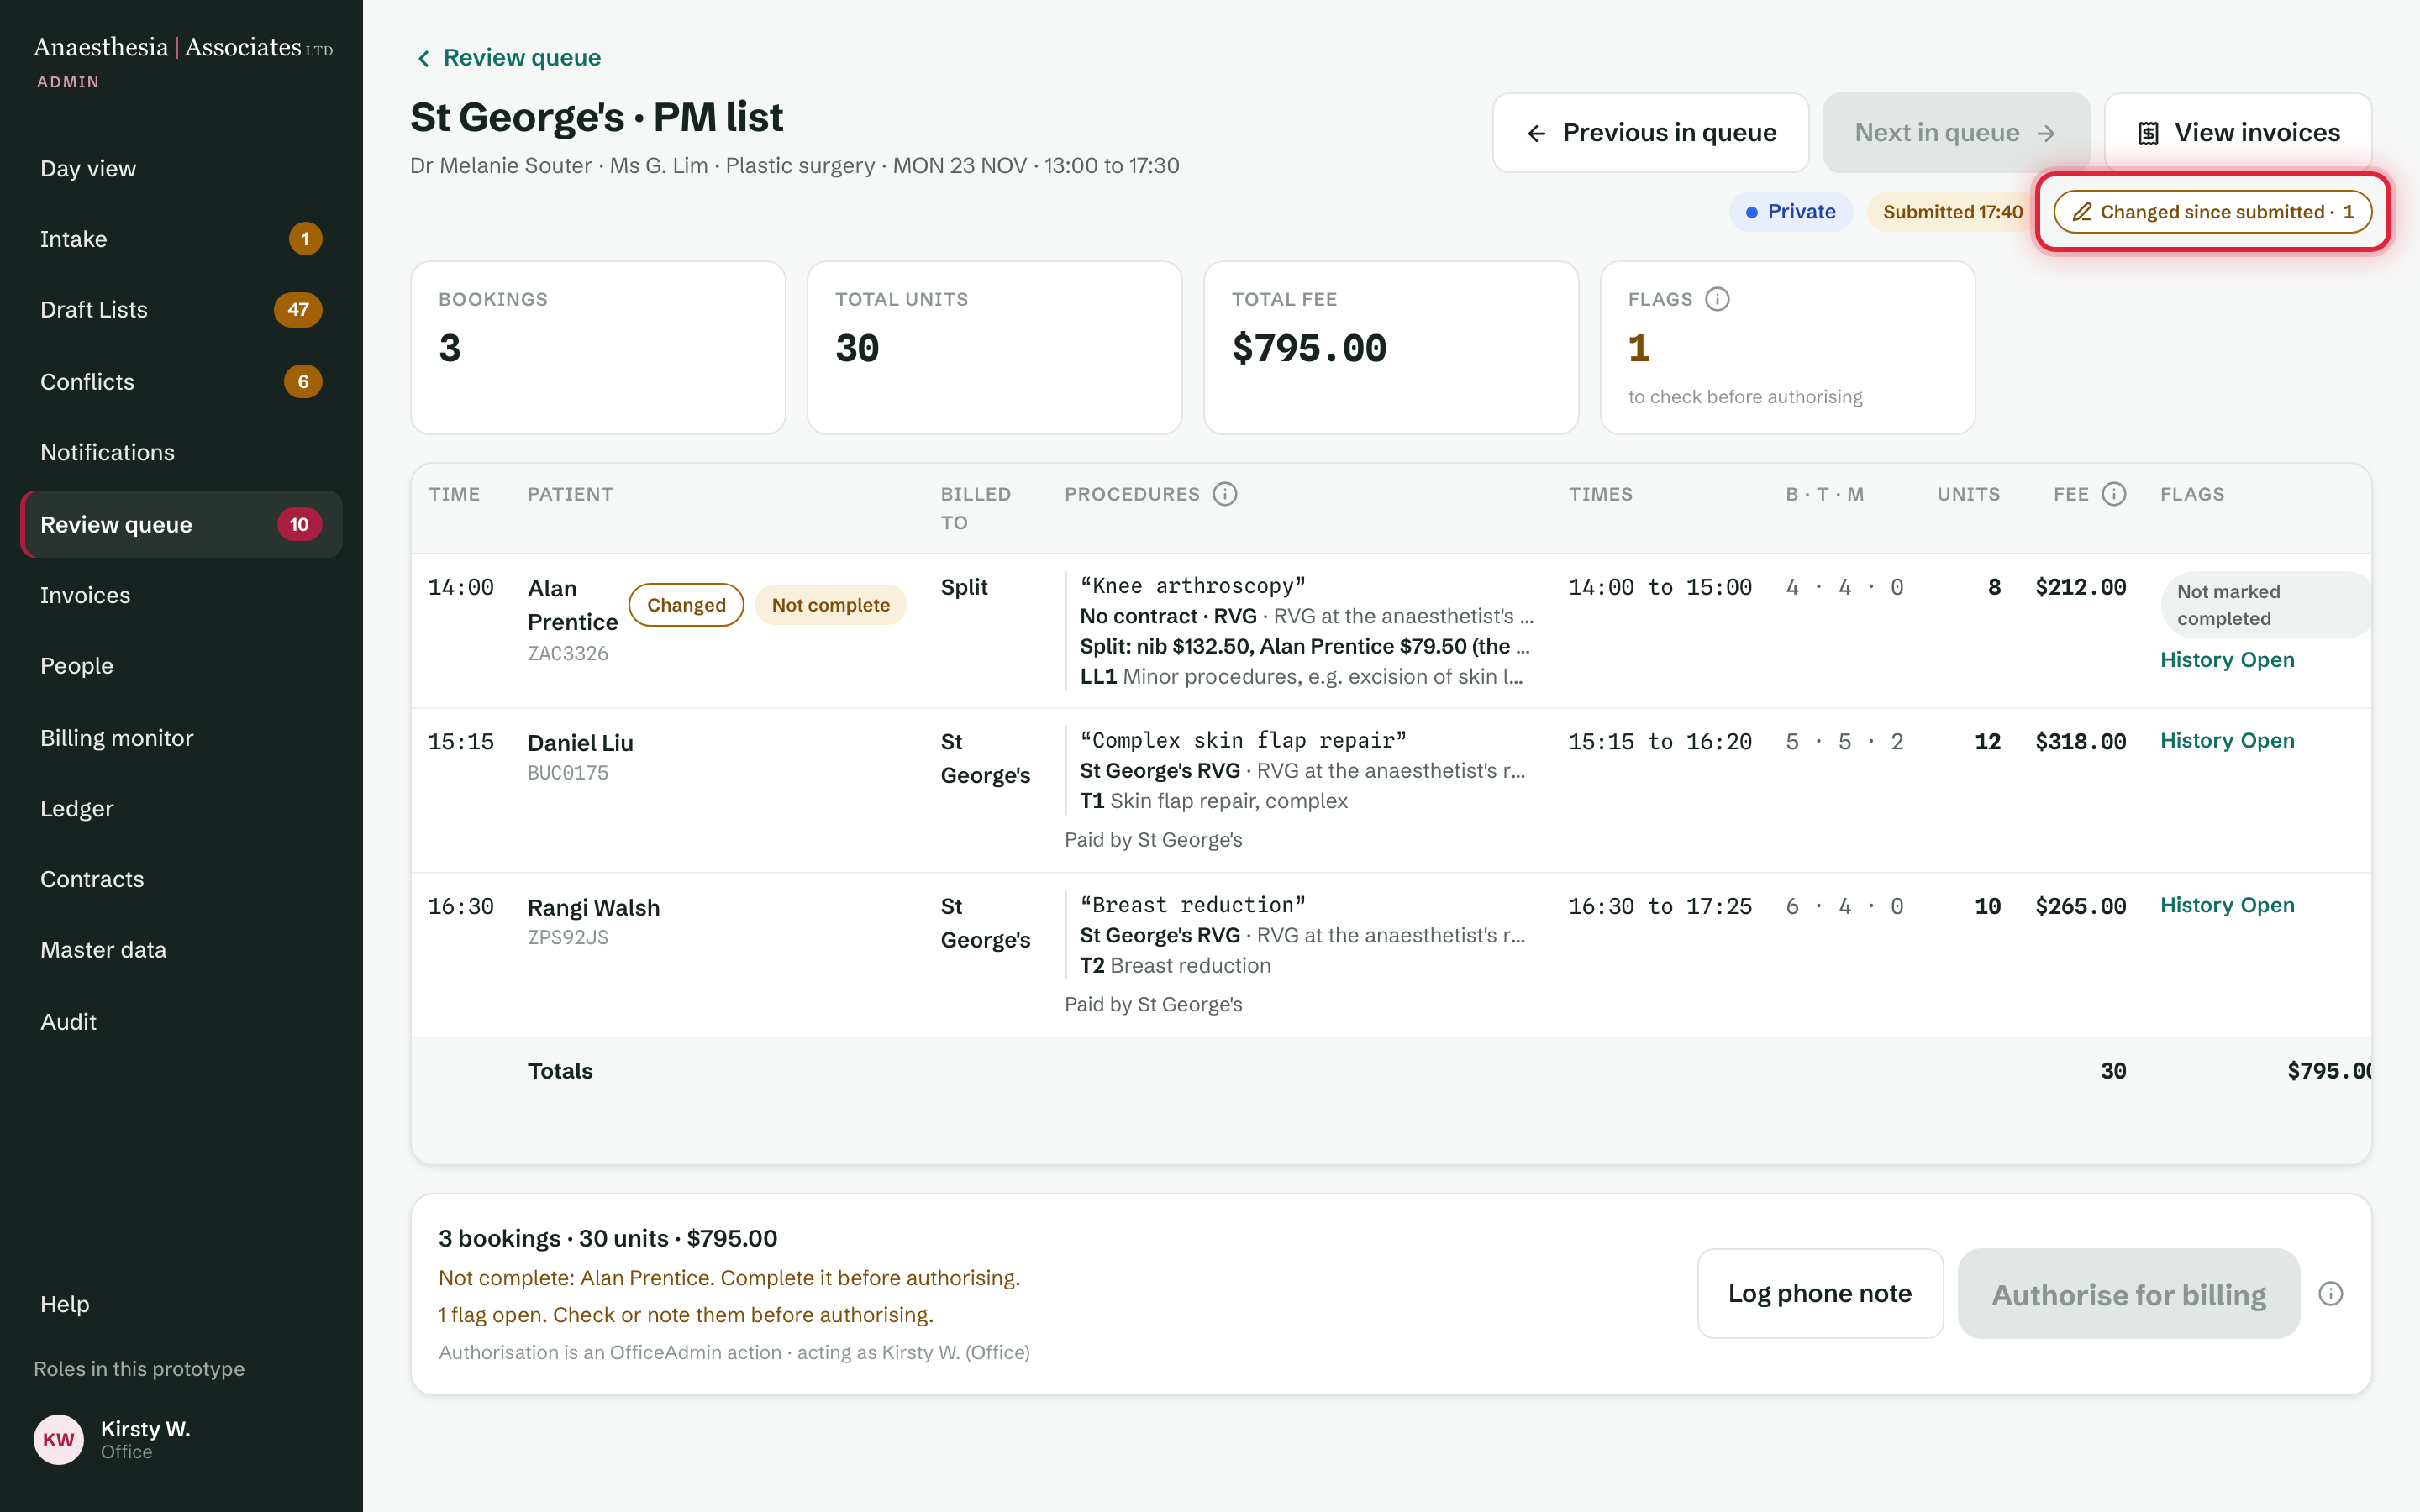 Anaesthesia | Associates LTD
ADMIN
Day view
Intake 1
Draft Lists 47
Conflicts 6
Notifications
Review queue 10
Invoices
People
Billing monitor
Ledger
Contracts
Master data
Audit
Help
Roles in this prototype
KW Kirsty W.
Office
Review queue
St George's · PM list
Dr Melanie Souter · Ms G. Lim · Plastic surgery · MON 23 NOV · 13:00 to 17:30
Previous in queue
Next in queue
View invoices
Private
Submitted 17:40
Changed since submitted · 1
BOOKINGS
3
TOTAL UNITS
30
TOTAL FEE
$795.00
FLAGS
1
to check before authorising
TIME PATIENT BILLED TO PROCEDURES TIMES B · T · M UNITS FEE FLAGS
14:00
Alan Prentice
ZAC3326
Changed
Not complete
Split
“Knee arthroscopy”
No contract · RVG · RVG at the anaesthetist's ...
Split: nib $132.50, Alan Prentice $79.50 (the ...
LL1 Minor procedures, e.g. excision of skin l...
14:00 to 15:00
4 · 4 · 0
8
$212.00
Not marked completed
History Open
15:15
Daniel Liu
BUC0175
St George's
“Complex skin flap repair”
St George's RVG · RVG at the anaesthetist's r...
T1 Skin flap repair, complex
Paid by St George's
15:15 to 16:20
5 · 5 · 2
12
$318.00
History Open
16:30
Rangi Walsh
ZPS92JS
St George's
“Breast reduction”
St George's RVG · RVG at the anaesthetist's r...
T2 Breast reduction
Paid by St George's
16:30 to 17:25
6 · 4 · 0
10
$265.00
History Open
Totals 30 $795.00
3 bookings · 30 units · $795.00
Not complete: Alan Prentice. Complete it before authorising.
1 flag open. Check or note them before authorising.
Authorisation is an OfficeAdmin action · acting as Kirsty W. (Office)
Log phone note
Authorise for billing